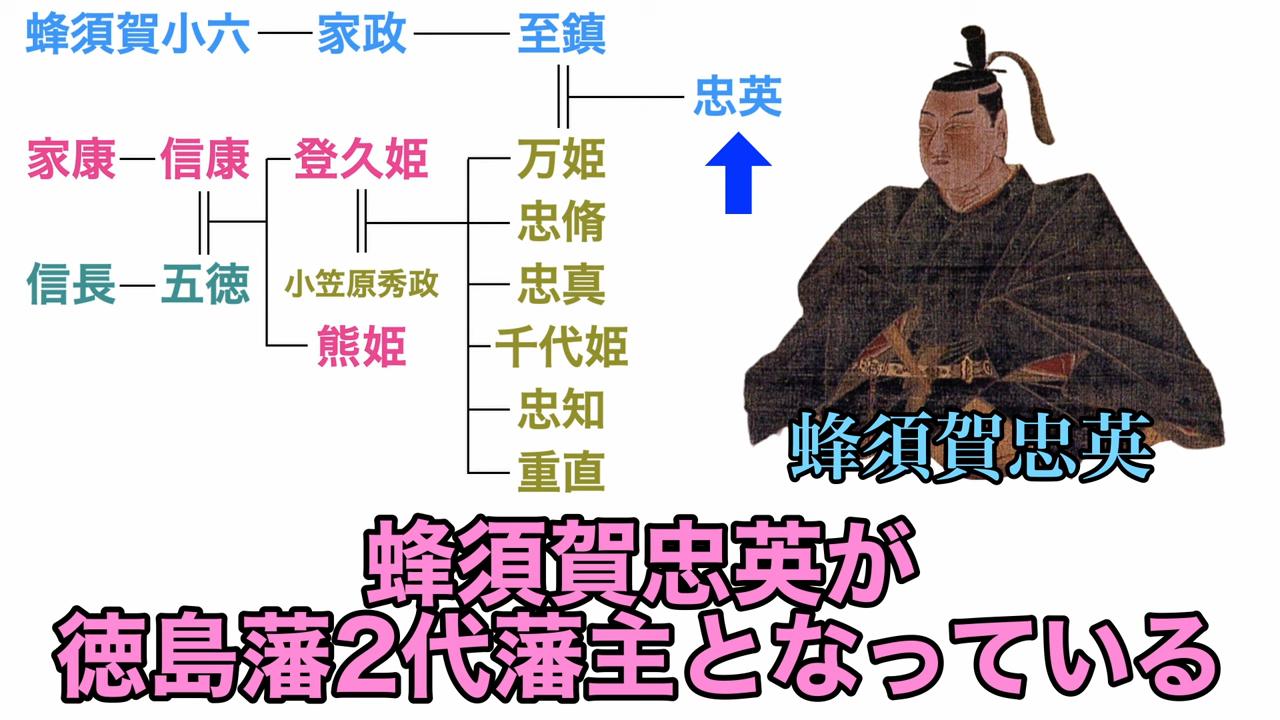 蜂須賀小六 家政 至鎮
忠英
家康 信康 登久姫 万姫
忠脩
信長 五徳 小笠原秀政 忠真
熊姫 千代姫
忠知
重直
蜂須賀忠英
蜂須賀忠英が
徳島藩2代藩主となっている